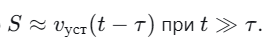 S ≈ v_уст(t − τ) при t ≫ τ.